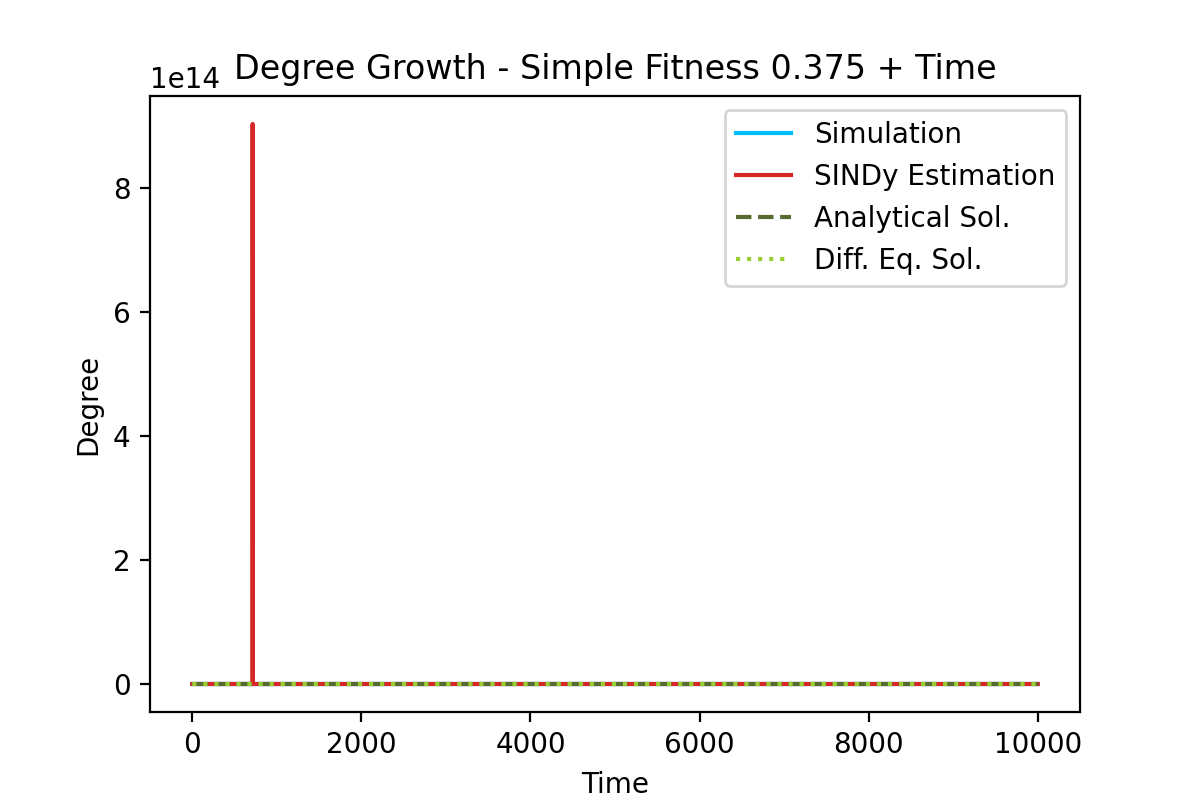 Degree Growth - Simple Fitness 0.375 + Time
1e14
8
6
4
2
0
Degree
0 2000 4000 6000 8000 10000
Time
Simulation
SINDy Estimation
Analytical Sol.
Diff. Eq. Sol.